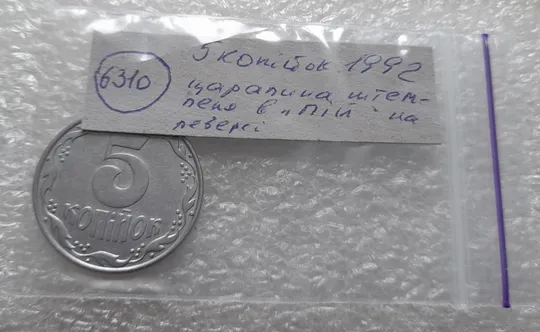 5 копійок 1992
6310
царапина штем-
пеля в "ПІЙ" на
реверсі
5
КОПІЙОК